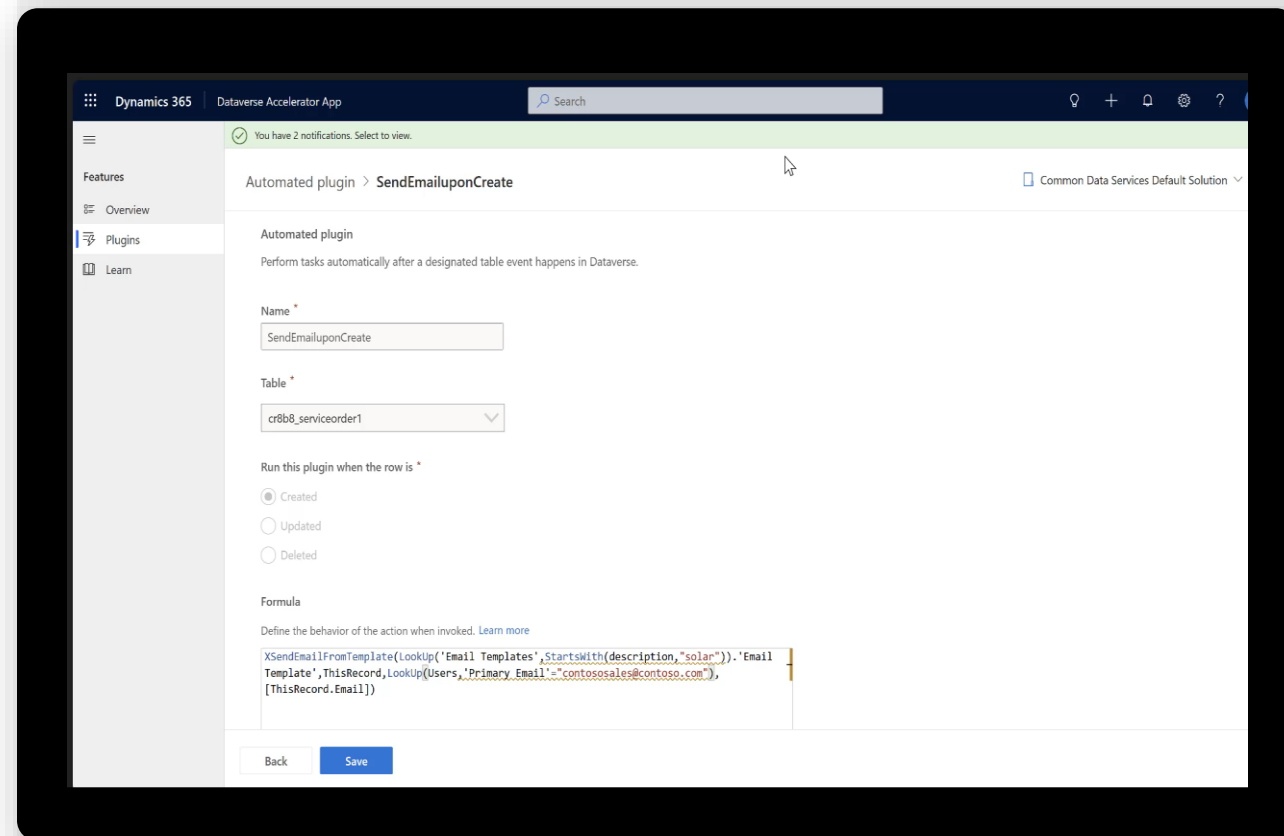 Dynamics 365 Dataverse Accelerator App Search ?
You have 2 notifications. Select to view.
Features
Overview
Plugins
Learn
Automated plugin > SendEmailuponCreate
Common Data Services Default Solution
Automated plugin
Perform tasks automatically after a designated table event happens in Dataverse.
Name *
SendEmailuponCreate
Table *
cr8b8_serviceorder1
Run this plugin when the row is *
Created
Updated
Deleted
Formula
Define the behavior of the action when invoked. Learn more
XSendEmailFromTemplate(LookUp('Email Templates',StartsWith(description,"solar")).'Email
Template',ThisRecord,LookUp(Users,'Primary Email'="contososales@contoso.com"),
[ThisRecord.Email])
Back Save